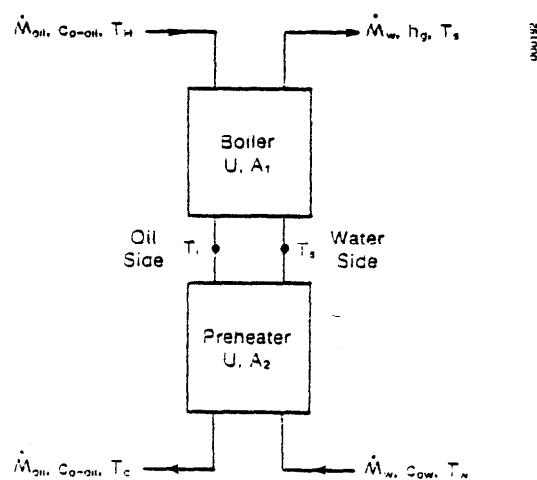 Ṁoil, cp-oil, TH
Ṁw, hg, Ts
000192
Boiler
U, A1
Oil
Side
Ti
Ts
Water
Side
Preheater
U, A2
Ṁoil, cp-oil, Tc
Ṁw, cpw, Tw